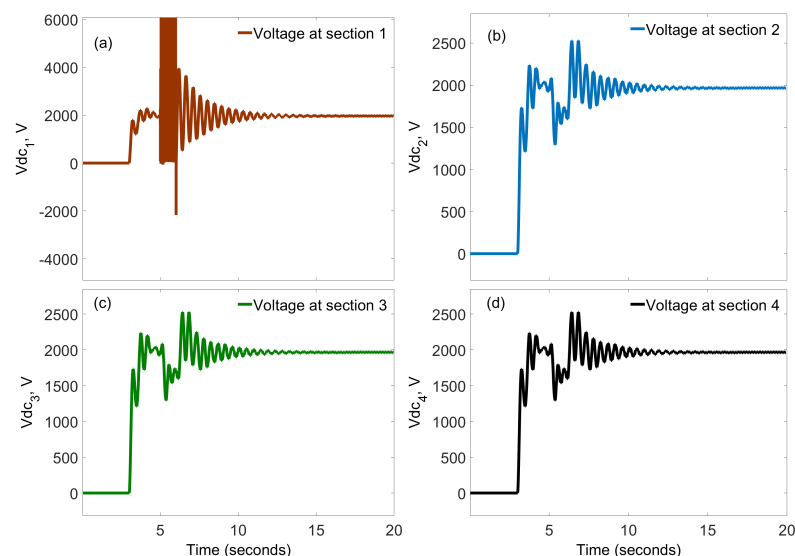 (a)
Voltage at section 1
6000
4000
2000
0
-2000
-4000
Vdc1, V
(b)
Voltage at section 2
2500
2000
1500
1000
500
0
Vdc2, V
(c)
Voltage at section 3
2500
2000
1500
1000
500
0
Vdc3, V
5
10
15
20
Time (seconds)
(d)
Voltage at section 4
2500
2000
1500
1000
500
0
Vdc4, V
5
10
15
20
Time (seconds)